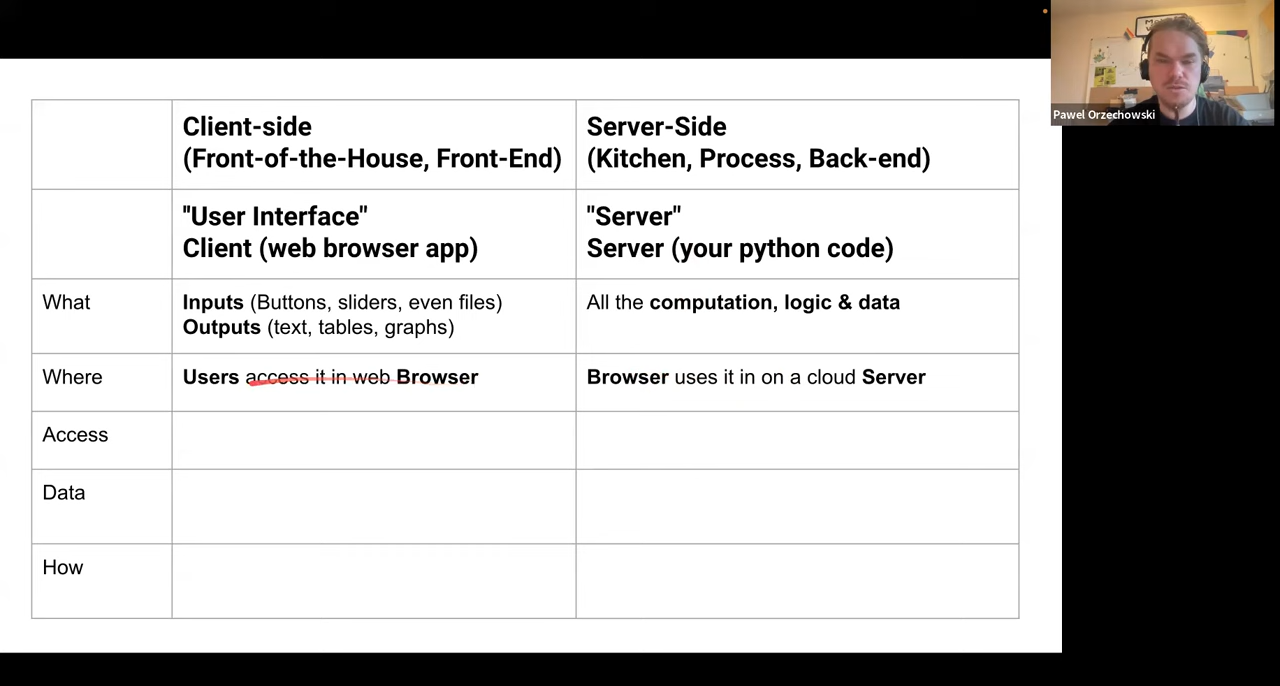 Client-side
(Front-of-the-House, Front-End)
Server-Side
(Kitchen, Process, Back-end)
"User Interface"
Client (web browser app)
"Server"
Server (your python code)
What
Inputs (Buttons, sliders, even files)
Outputs (text, tables, graphs)
All the computation, logic & data
Where
Users access it in web Browser
Browser uses it in on a cloud Server
Access
Data
How
Pawel Orzechowski